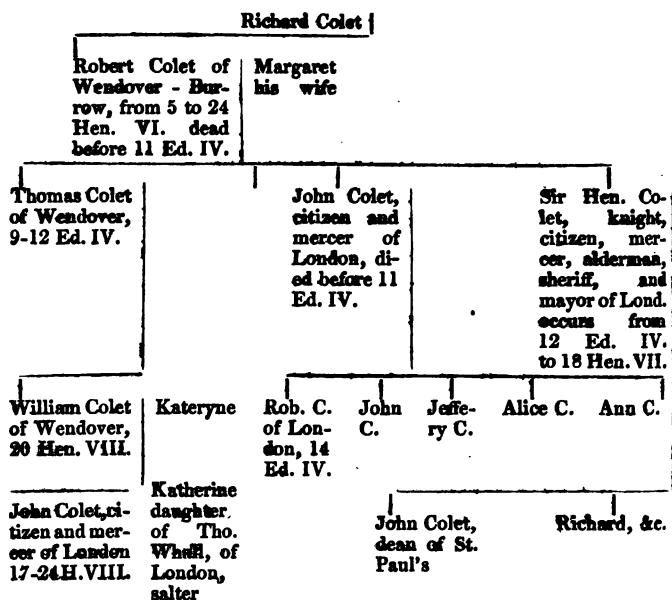 Richard Colet
Robert Colet of
Wendover - Bur-
row, from 5 to 24
Hen. VI. dead
before 11 Ed. IV.
Margaret
his wife
Thomas Colet
of Wendover,
9-12 Ed. IV.
John Colet,
citizen and
mercer of
London, di-
ed before 11
Ed. IV.
Sir Hen. Co-
let, knight,
citizen, mer-
cer, alderman,
sheriff, and
mayor of Lond.
occurs from
12 Ed. IV.
to 18 Hen. VII.
William Colet
of Wendover,
20 Hen. VIII.
Kateryne
Rob. C.
of Lon-
don, 14
Ed. IV.
John
C.
Jeffe-
ry C.
Alice C.
Ann C.
John Colet, ci-
tizen and mer-
cer of London
17-24 H. VIII.
Katherine
daughter
of Tho.
of
London,
salter
John Colet,
dean of St.
Paul's
Richard, &c.